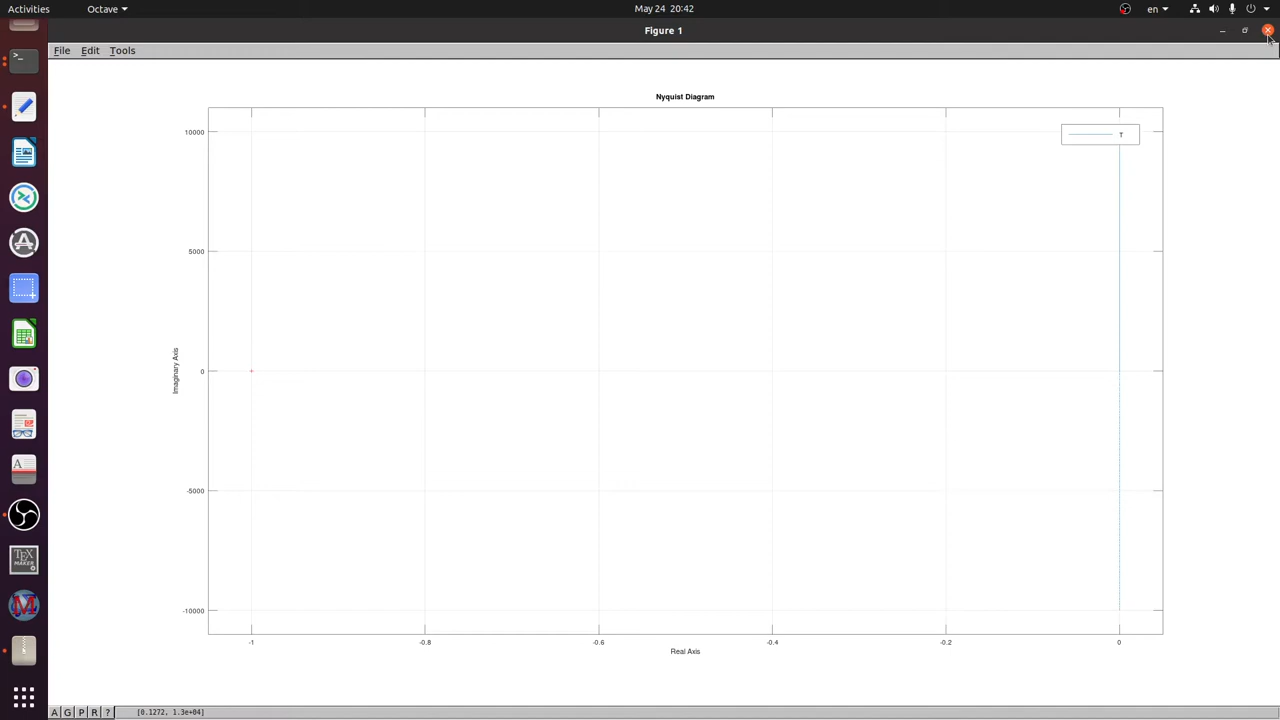 Activities
Octave
May 24 20:42
en
Figure 1
File Edit Tools
Nyquist Diagram
T
10000
5000
0
-5000
-10000
Imaginary Axis
-1 -0.8 -0.6 -0.4 -0.2 0
Real Axis
TEX
MAKER
A G P R ? [0.1272, 1.3e+04]